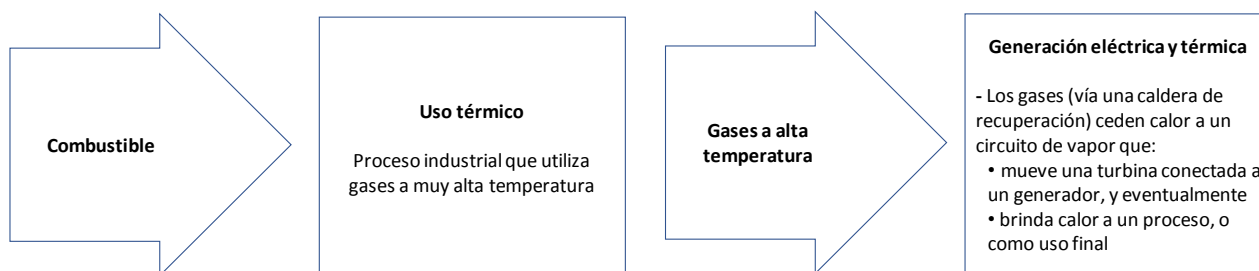 Combustible
Uso térmico
Proceso industrial que utiliza
gases a muy alta temperatura
Gases a alta
temperatura
Generación eléctrica y térmica
- Los gases (vía una caldera de
recuperación) ceden calor a un
circuito de vapor que:
• mueve una turbina conectada a
un generador, y eventualmente
• brinda calor a un proceso, o
como uso final